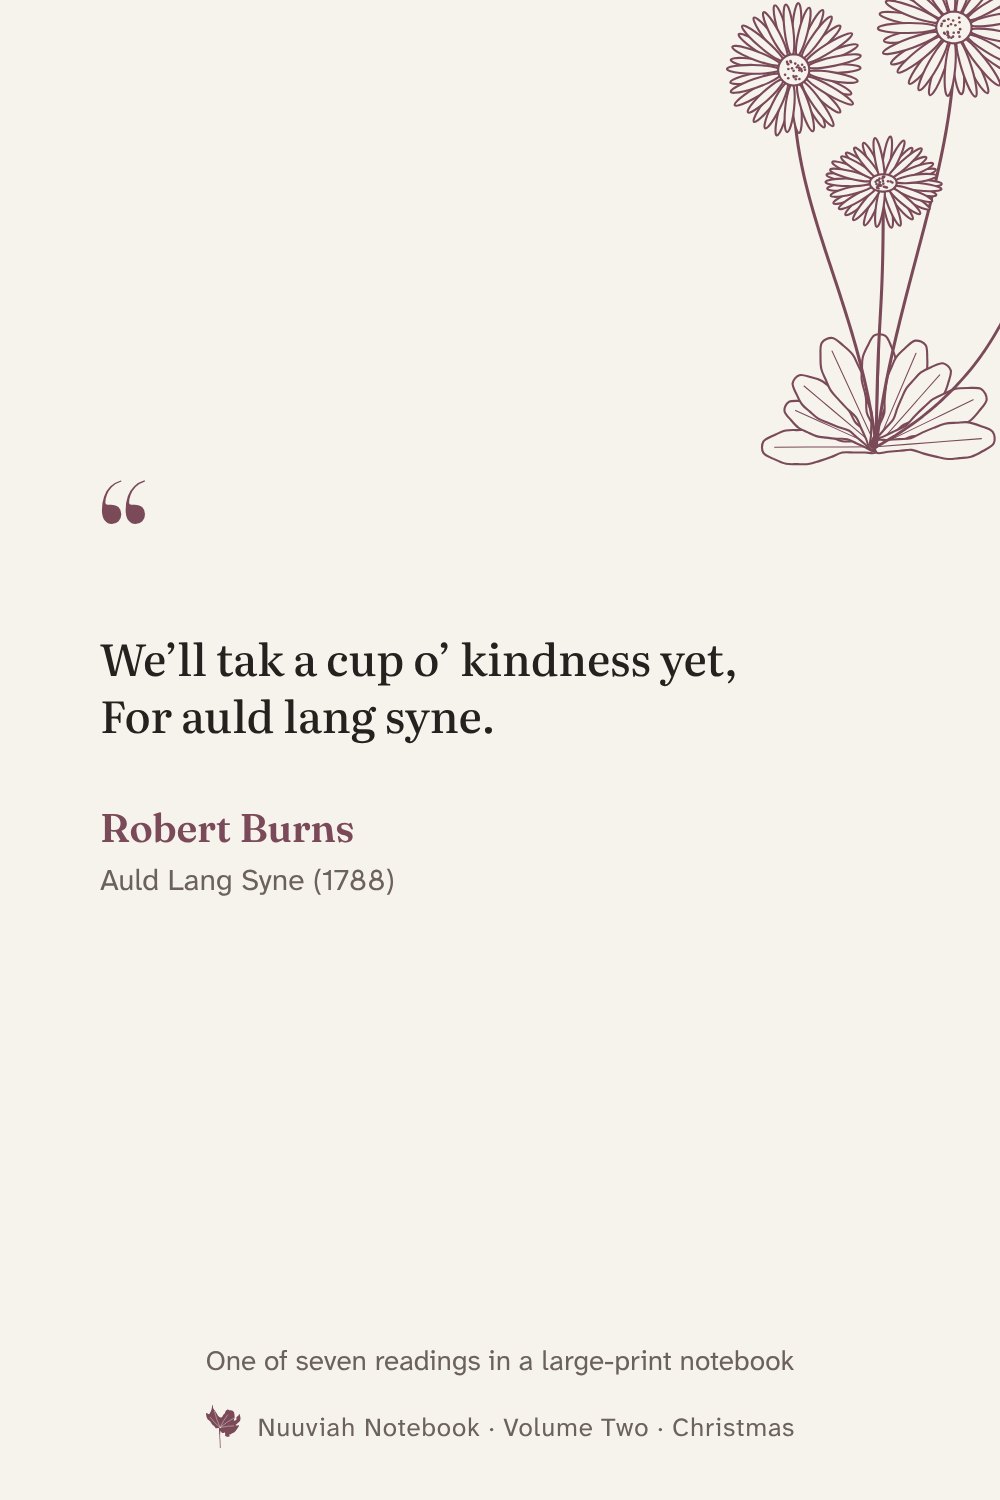 “
We’ll tak a cup o’ kindness yet,
For auld lang syne.
Robert Burns
Auld Lang Syne (1788)
One of seven readings in a large-print notebook
Nuuviah Notebook · Volume Two · Christmas